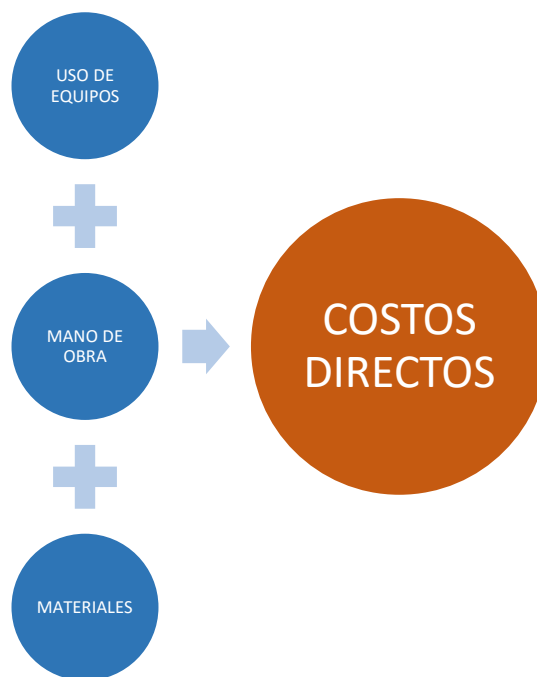 USO DE
EQUIPOS
MANO DE
OBRA
MATERIALES
COSTOS
DIRECTOS